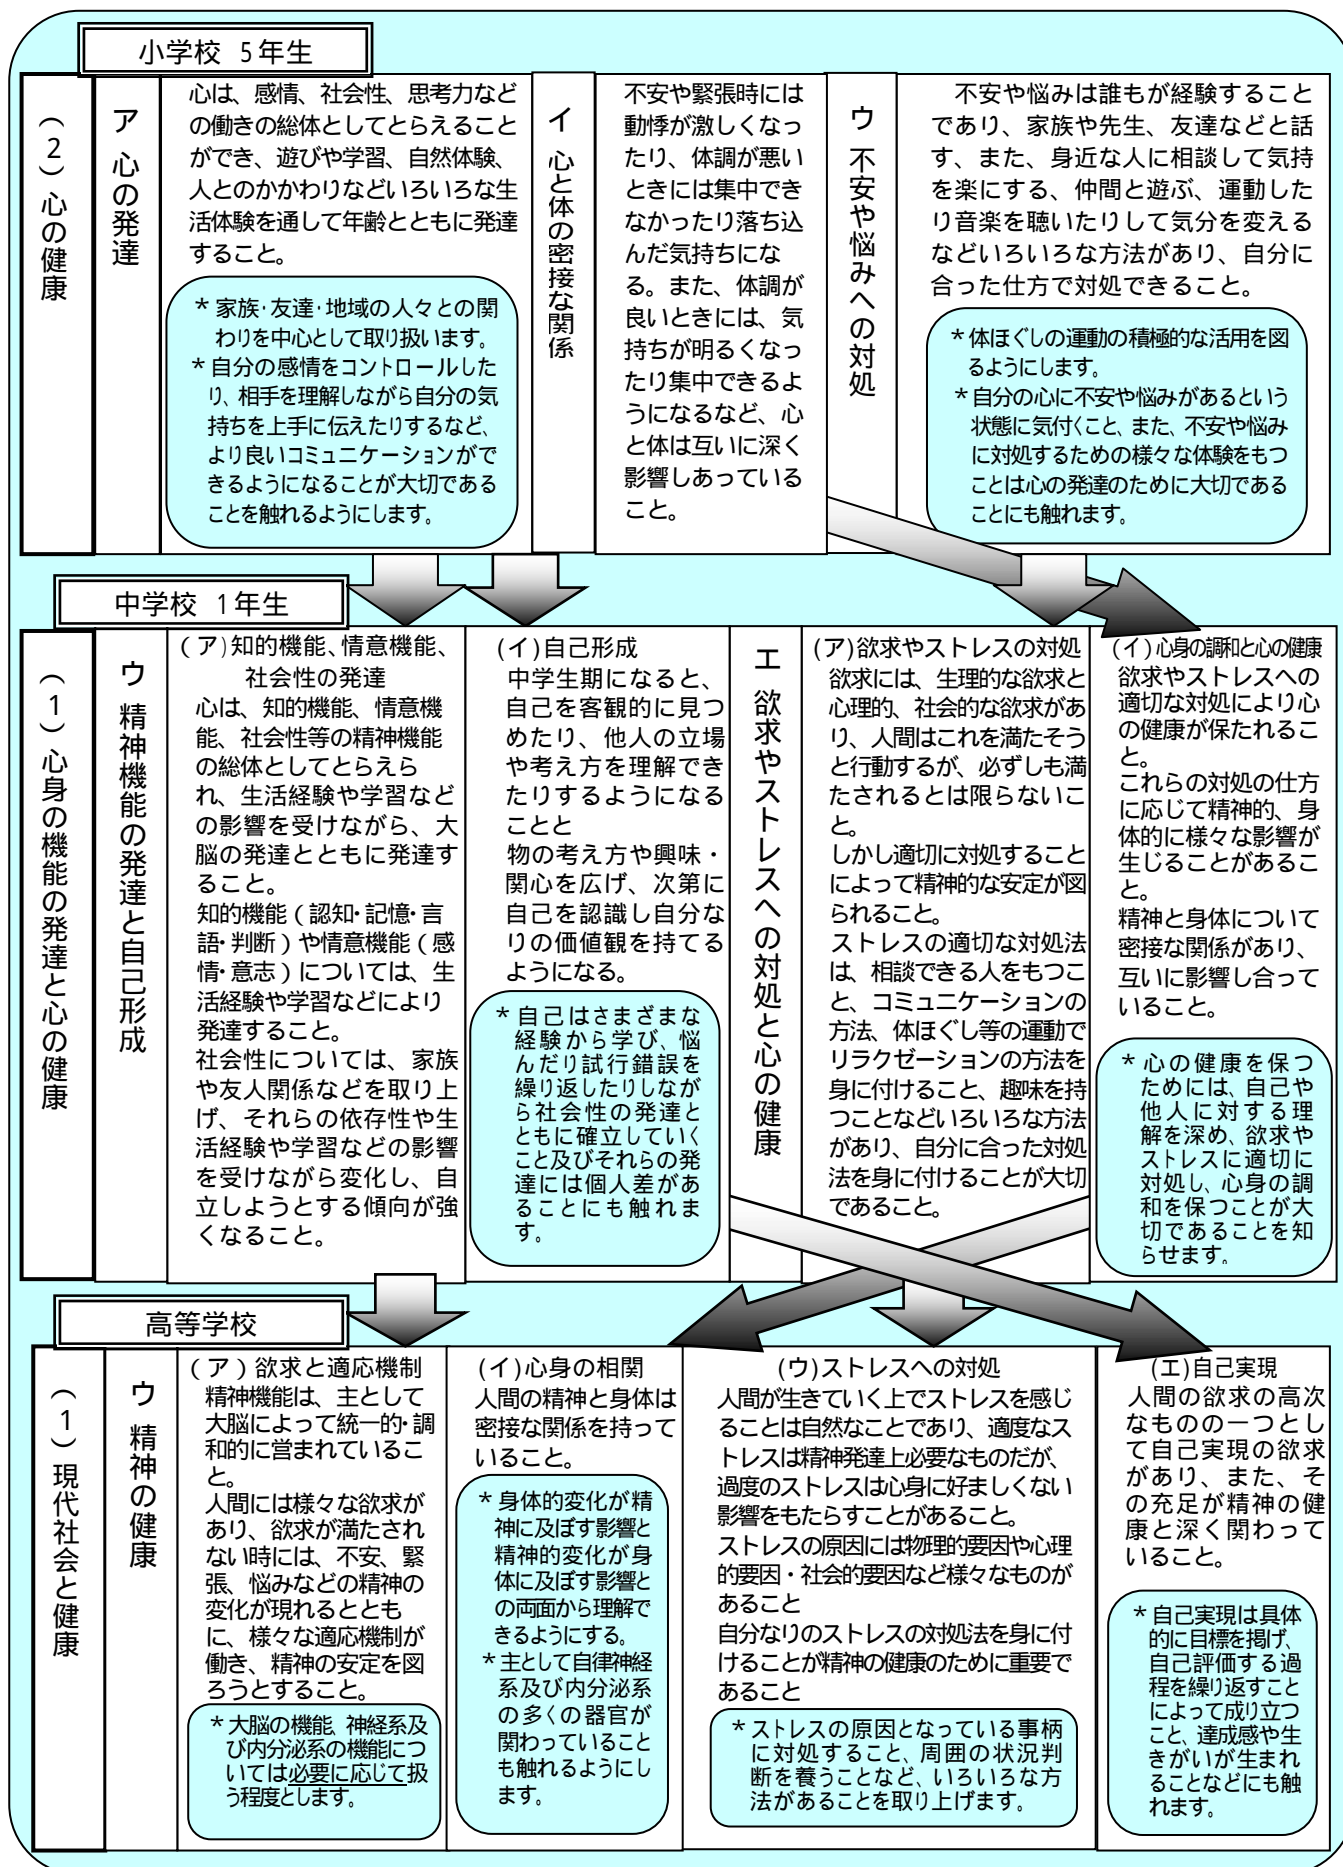 小学校 5年生
(2)心の健康
ア 心の発達
心は、感情、社会性、思考力など
の働きの総体としてとらえること
ができ、遊びや学習、自然体験、
人とのかかわりなどいろいろな生
活体験を通して年齢とともに発達
すること。
*家族・友達・地域の人々との関
わりを中心として取り扱います。
*自分の感情をコントロールした
り、相手を理解しながら自分の気
持ちを上手に伝えたりするなど、
より良いコミュニケーションがで
きるようになることが大切である
ことを触れるようにします。
イ 心と体の密接な関係
不安や緊張時には
動悸が激しくなっ
たり、体調が悪い
ときには集中でき
なかったり落ち込
んだ気持ちにな
る。また、体調が
良いときには、気
持ちが明るくなっ
たり集中できるよ
うになるなど、心
と体は互いに深く
影響しあっている
こと。
ウ 不安や悩みへの対処
不安や悩みは誰もが経験すること
であり、家族や先生、友達などと話
す、また、身近な人に相談して気持
を楽にする、仲間と遊ぶ、運動した
り音楽を聴いたりして気分を変える
などいろいろな方法があり、自分に
合った仕方で対処できること。
*体ほぐしの運動の積極的な活用を図
るようにします。
*自分の心に不安や悩みがあるという
状態に気付くこと、また、不安や悩み
に対処するための様々な体験をもつ
ことは心の発達のために大切である
ことにも触れます。
中学校 1年生
(1)心身の機能の発達と心の健康
ウ 精神機能の発達と自己形成
(ア)知的機能、情意機能、
社会性の発達
心は、知的機能、情意機
能、社会性等の精神機能
の総体としてとらえら
れ、生活経験や学習など
の影響を受けながら、大
脳の発達とともに発達す
ること。
知的機能(認知・記憶・言
語・判断)や情意機能(感
情・意志)については、生
活経験や学習などにより
発達すること。
社会性については、家族
や友人関係などを取り上
げ、それらの依存性や生
活経験や学習などの影響
を受けながら変化し、自
立しようとする傾向が強
くなること。
(イ)自己形成
中学生期になると、
自己を客観的に見つ
めたり、他人の立場
や考え方を理解でき
たりするようになる
ことと
物の考え方や興味・
関心を広げ、次第に
自己を認識し自分な
りの価値観を持てる
ようになる。
*自己はさまざまな
経験から学び、悩
んだり試行錯誤を
繰り返したりしなが
ら社会性の発達と
ともに確立していく
こと及びそれらの発
達には個人差があ
ることにも触れま
す。
エ 欲求やストレスへの対処と心の健康
(ア)欲求やストレスの対処
欲求には、生理的な欲求と
心理的、社会的な欲求があ
り、人間はこれを満たそう
と行動するが、必ずしも満
たされるとは限らないこ
と。
しかし適切に対処すること
によって精神的な安定が図
られること。
ストレスの適切な対処法
は、相談できる人をもつこ
と、コミュニケーションの
方法、体ほぐし等の運動で
リラクゼーションの方法を
身に付けること、趣味を持
つことなどいろいろな方法
があり、自分に合った対処
法を身に付けることが大切
であること。
(イ)心身の調和と心の健康
欲求やストレスへの
適切な対処により心
の健康が保たれるこ
と。
これらの対処の仕方
に応じて精神的、身
体的に様々な影響が
生じることがあるこ
と。
精神と身体について
密接な関係があり、
互いに影響し合って
いること。
*心の健康を保つ
ためには、自己や
他人に対する理
解を深め、欲求や
ストレスに適切に
対処し、心身の調
和を保つことが大
切であることを知
らせます。
高等学校
(1)現代社会と健康
ウ 精神の健康
(ア)欲求と適応機制
精神機能は、主として
大脳によって統一的・調
和的に営まれているこ
と。
人間には様々な欲求が
あり、欲求が満たされ
ない時には、不安、緊
張、悩みなどの精神の
変化が現れるととも
に、様々な適応機制が
働き、精神の安定を図
ろうとすること。
*大脳の機能、神経系及
び内分泌系の機能につ
いては必要に応じて扱
う程度とします。
(イ)心身の相関
人間の精神と身体は
密接な関係を持って
いること。
*身体的変化が精
神に及ぼす影響と
精神的変化が身
体に及ぼす影響と
の両面から理解で
きるようにする。
*主として自律神経
系及び内分泌系
の多くの器官が
関わっていること
も触れるようにし
ます。
(ウ)ストレスへの対処
人間が生きていく上でストレスを感じ
ることは自然なことであり、適度なス
トレスは精神発達上必要なものだが、
過度のストレスは心身に好ましくない
影響をもたらすことがあること。
ストレスの原因には物理的要因や心理
的要因・社会的要因など様々なものが
あること
自分なりのストレスの対処法を身に付
けることが精神の健康のために重要で
あること
*ストレスの原因となっている事柄
に対処すること、周囲の状況判
断を養うことなど、いろいろな方
法があることを取り上げます。
(エ)自己実現
人間の欲求の高次
なものの一つとし
て自己実現の欲求
があり、また、そ
の充足が精神の健
康と深く関わって
いること。
*自己実現は具体
的に目標を掲げ、
自己評価する過
程を繰り返すこと
によって成り立つ
こと、達成感や生
きがいが生まれ
ることなどにも触
れます。